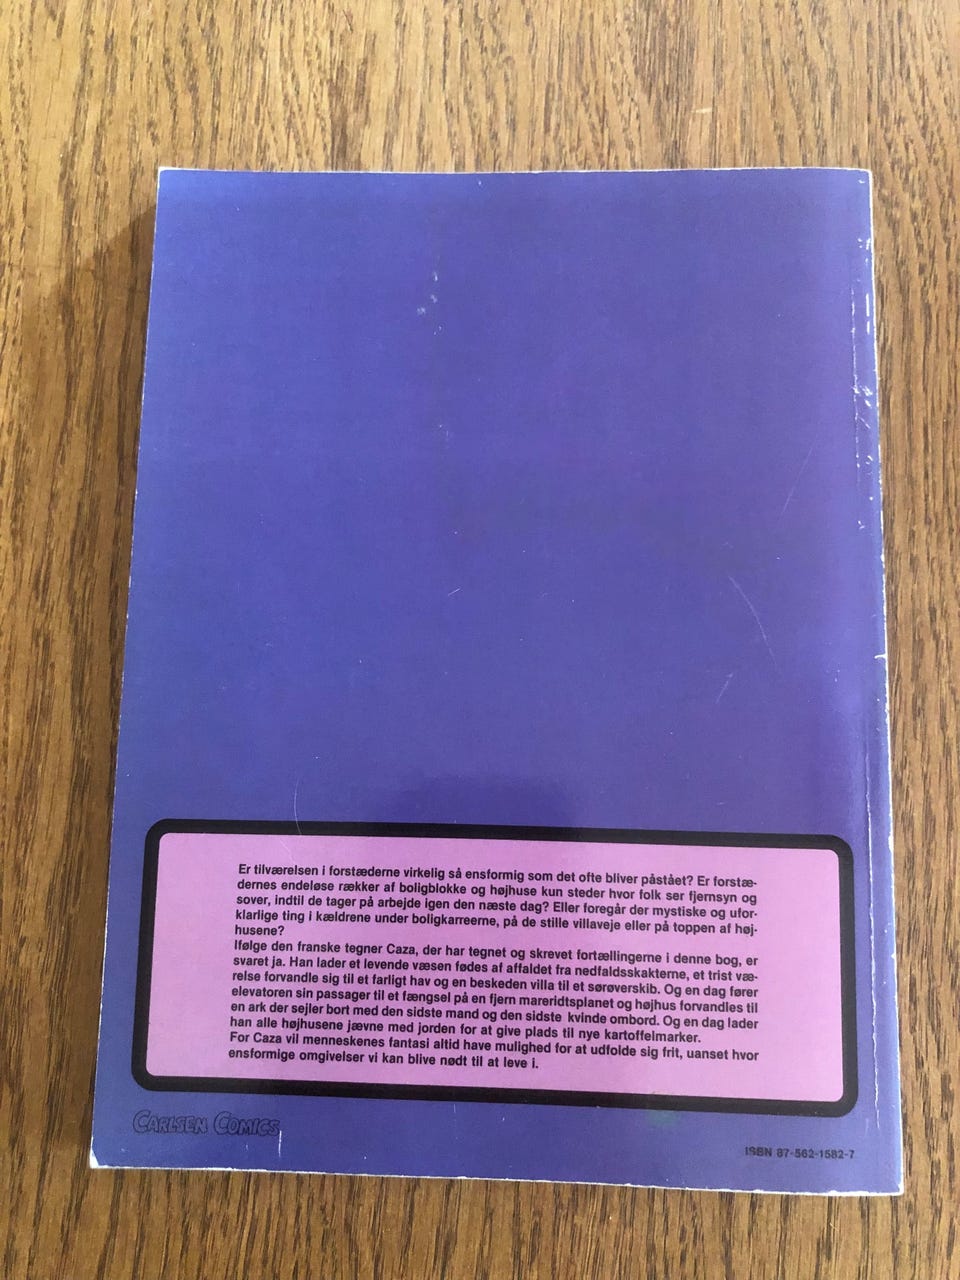 Er tilværelsen i forstæderne virkelig så ensformig som det ofte bliver påstået? Er forstæ-
dernes endeløse rækker af boligblokke og højhuse kun steder hvor folk ser fjernsyn og
sover, indtil de tager på arbejde igen den næste dag? Eller foregår der mystiske og ufor-
klarlige ting i kældrene under boligkarreerne, på de stille villaveje eller på toppen af høj-
husene?
Ifølge den franske tegner Caza, der har tegnet og skrevet fortællingerne i denne bog, er
svaret ja. Han lader et levende væsen fødes af affaldet fra nedfaldsskakterne, et trist væ-
relse forvandle sig til et farligt hav og en beskeden villa til et sørøverskib. Og en dag fører
elevatoren sin passager til et fængsel på en fjern mareridtsplanet og højhus forvandles til
en ark der sejler bort med den sidste mand og den sidste kvinde ombord. Og en dag lader
han alle højhusene jævne med jorden for at give plads til nye kartoffelmarker.
For Caza vil menneskenes fantasi altid have mulighed for at udfolde sig frit, uanset hvor
ensformige omgivelser vi kan blive nødt til at leve i.
CARLSEN COMICS
ISBN 87-562-1582-7